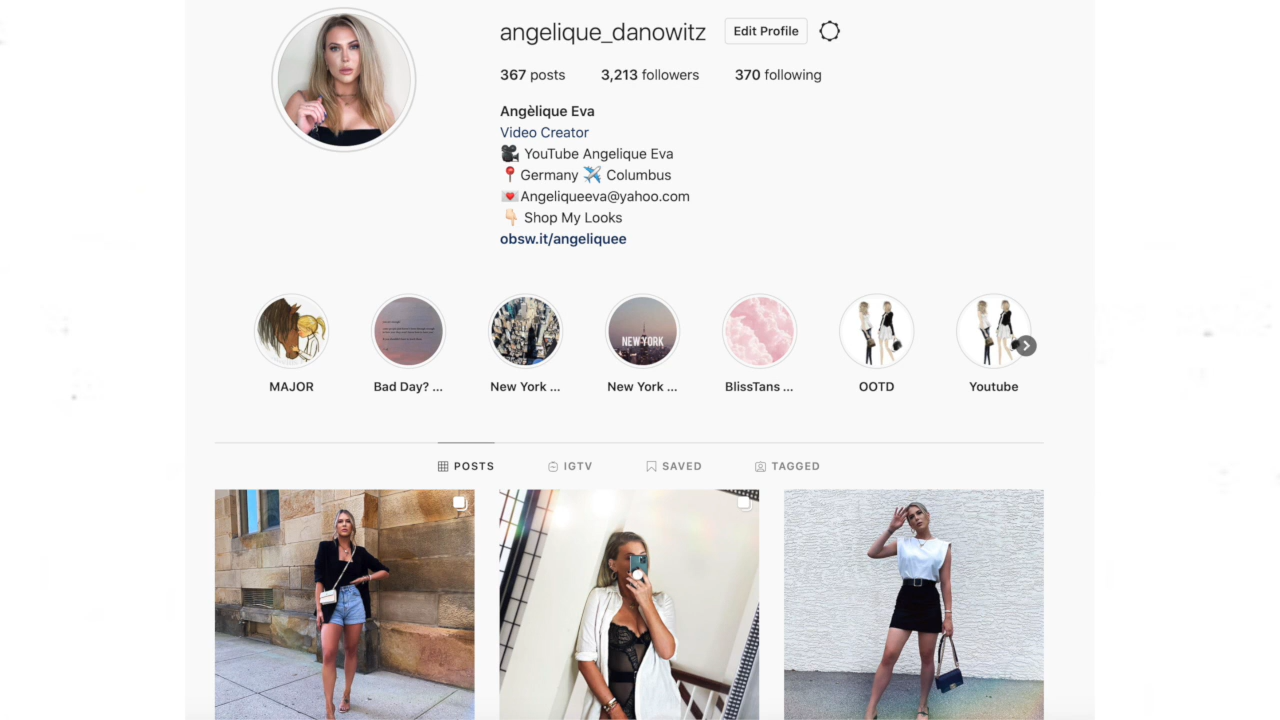 angelique_danowitz Edit Profile
367 posts 3,213 followers 370 following
Angèlique Eva
Video Creator
🎥 YouTube Angelique Eva
📍Germany ✈️ Columbus
💌Angeliqueeva@yahoo.com
👇🏻 Shop My Looks
obsw.it/angeliquee
NEW YORK
MAJOR Bad Day? ... New York ... New York ... BlissTans ... OOTD Youtube
POSTS IGTV SAVED TAGGED